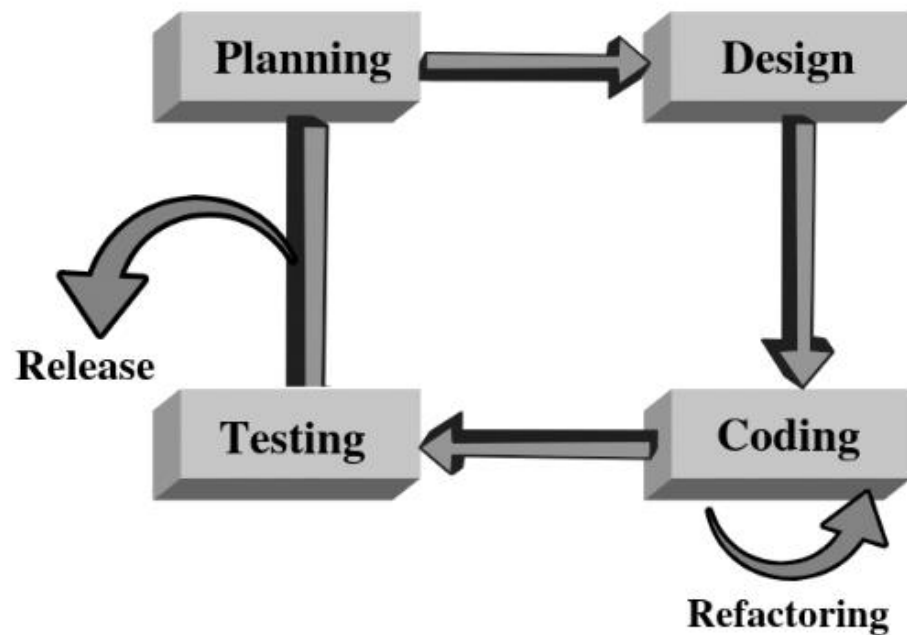 Planning
Design
Release
Testing
Coding
Refactoring